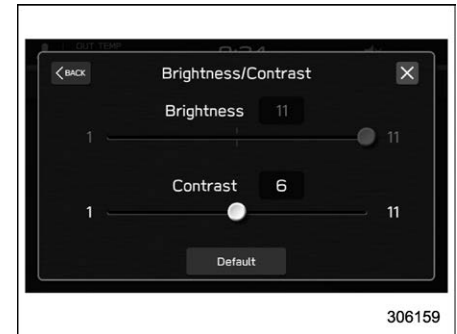 OUT TEMP
BACK
Brightness/Contrast
X
Brightness 11
1 11
Contrast 6
1 11
Default
306159